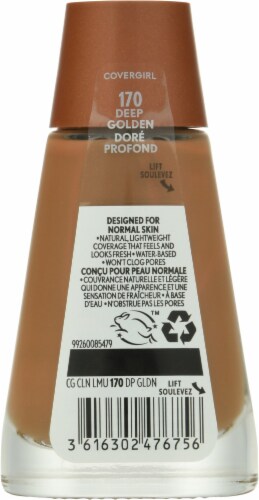 COVERGIRL
170
DEEP
GOLDEN
DORÉ
PROFOND
LIFT
SOULEVEZ
DESIGNED FOR
NORMAL SKIN
•NATURAL, LIGHTWEIGHT
COVERAGE THAT FEELS AND
LOOKS FRESH • WATER-BASED
•WON'T CLOG PORES
CONÇU POUR PEAU NORMALE
•COUVRANCE NATURELLE ET LÉGÈRE
QUI DONNE UNE APPARENCE ET UNE
SENSATION DE FRAÎCHEUR • À BASE
D'EAU • N'OBSTRUE PAS LES PORES
TM
99260085479
CG CLN LMU 170 DP GLDN
LIFT
SOULEVEZ
3 616302 476756